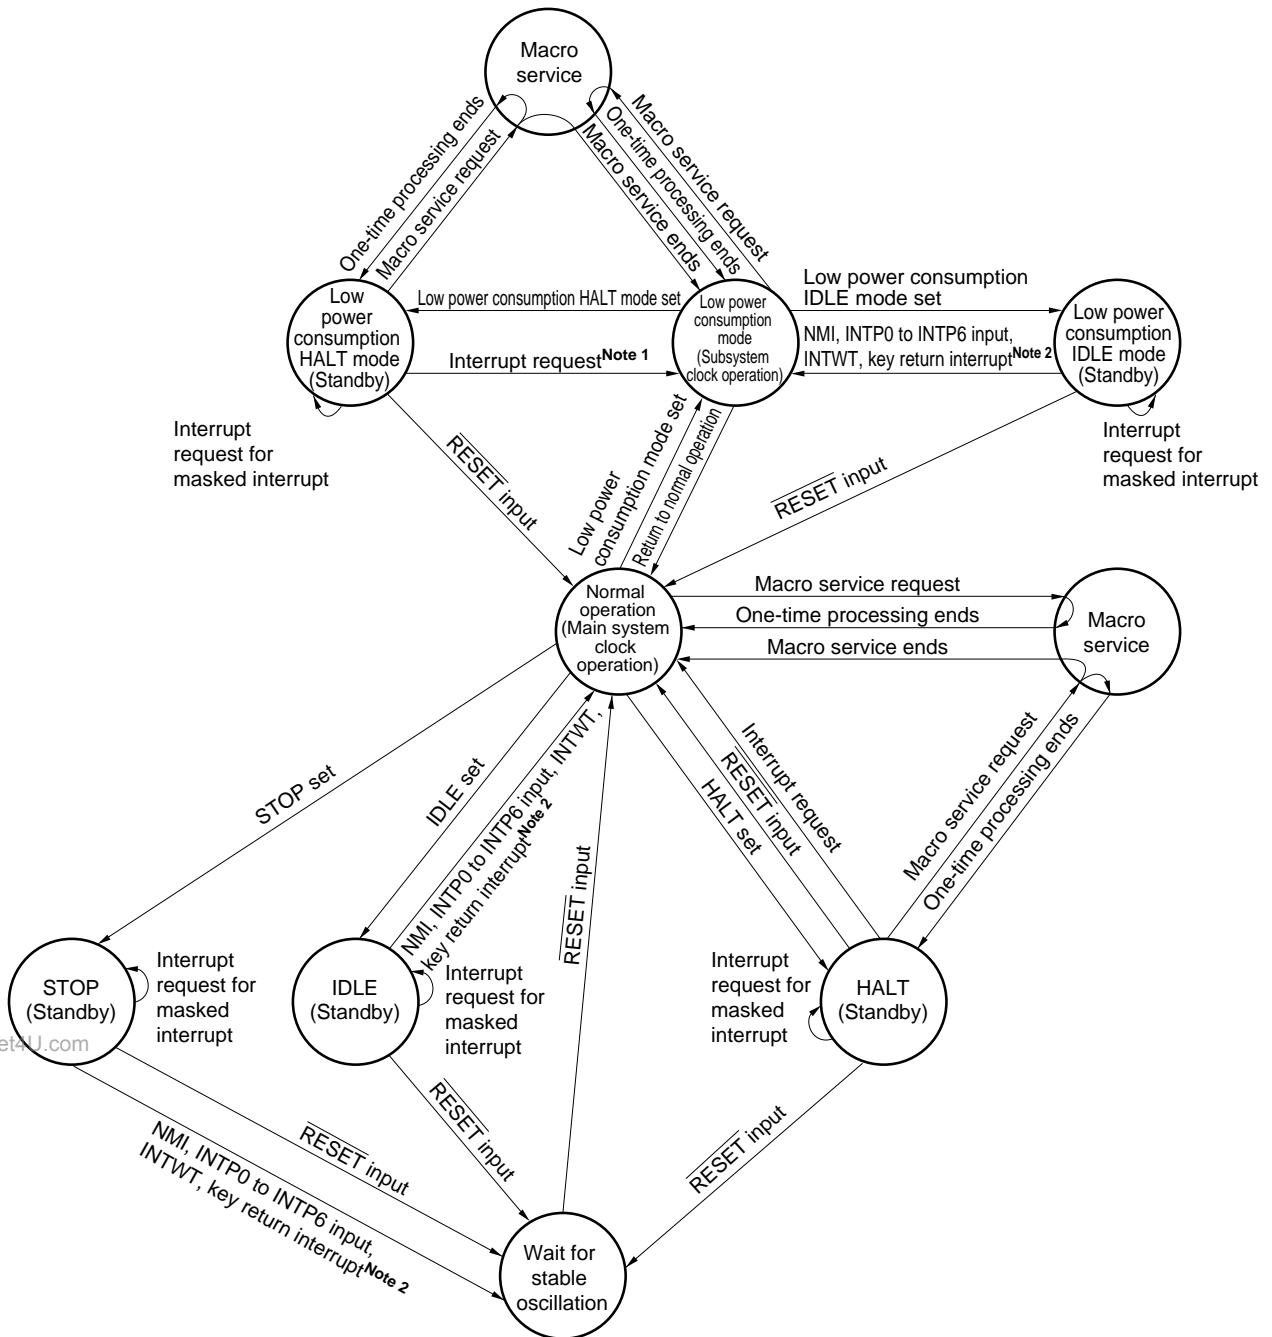 Macro
service
One-time processing ends
Macro service request
Macro service ends
One-time processing ends
Macro service request
Low
power
consumption
HALT mode
(Standby)
Low power consumption HALT mode set
Interrupt request Note 1
Low power
consumption
mode
(Subsystem
clock operation)
Low power consumption
IDLE mode set
NMI, INTP0 to INTP6 input,
INTWT, key return interrupt Note 2
Low power
consumption
IDLE mode
(Standby)
Interrupt
request for
masked interrupt
RESET input
Low power
consumption mode set
Return to normal operation
RESET input
Interrupt
request for
masked interrupt
Normal
operation
(Main system
clock
operation)
Macro service request
One-time processing ends
Macro service ends
Macro
service
STOP set
IDLE set
NMI, INTP0 to INTP6 input, INTWT,
key return interrupt Note 2
RESET input
HALT set
RESET input
Interrupt request
Macro service request
One-time processing ends
STOP
(Standby)
Interrupt
request for
masked
interrupt
IDLE
(Standby)
Interrupt
request for
masked
interrupt
Interrupt
request for
masked
interrupt
HALT
(Standby)
et4U.com
RESET input
NMI, INTP0 to INTP6 input,
INTWT, key return interrupt Note 2
RESET input
RESET input
Wait for
stable
oscillation